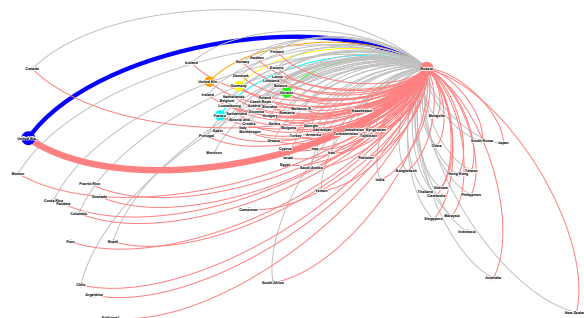 Canada
Iceland
Finland
Norway
Sweden
Russia
Estonia
Denmark
Latvia
Lithuania
United Kin...
Germany
Belarus
Ireland
Netherlands
Poland
Ukraine
Belgium
Czech Repu...
Luxembourg
Austria
Slovakia
France
Switzerland
Slovenia
Romania
Moldova, R.
Hungary
Kazakhstan
Croatia
Serbia
Italy
Bulgaria
Georgia
Spain
Montenegro
Azerbaijan
Uzbekistan
Kyrgyzstan
Portugal
Turkey
Armenia
Turkmenistan
Tajikistan
Greece
Mongolia
United Sta...
South Korea
Japan
Cyprus
Iraq
Iran
China
Morocco
Israel
Pakistan
Egypt
Saudi Arabia
Bangladesh
Taiwan
Hong Kong
Mexico
India
Puerto Rico
Yemen
Vietnam
Thailand
Cambodia
Philippines
Grenada
Costa Rica
Panama
Colombia
Cameroon
Malaysia
Singapore
Indonesia
Peru
Brazil
Chile
Argentina
South Africa
Australia
New Zeala